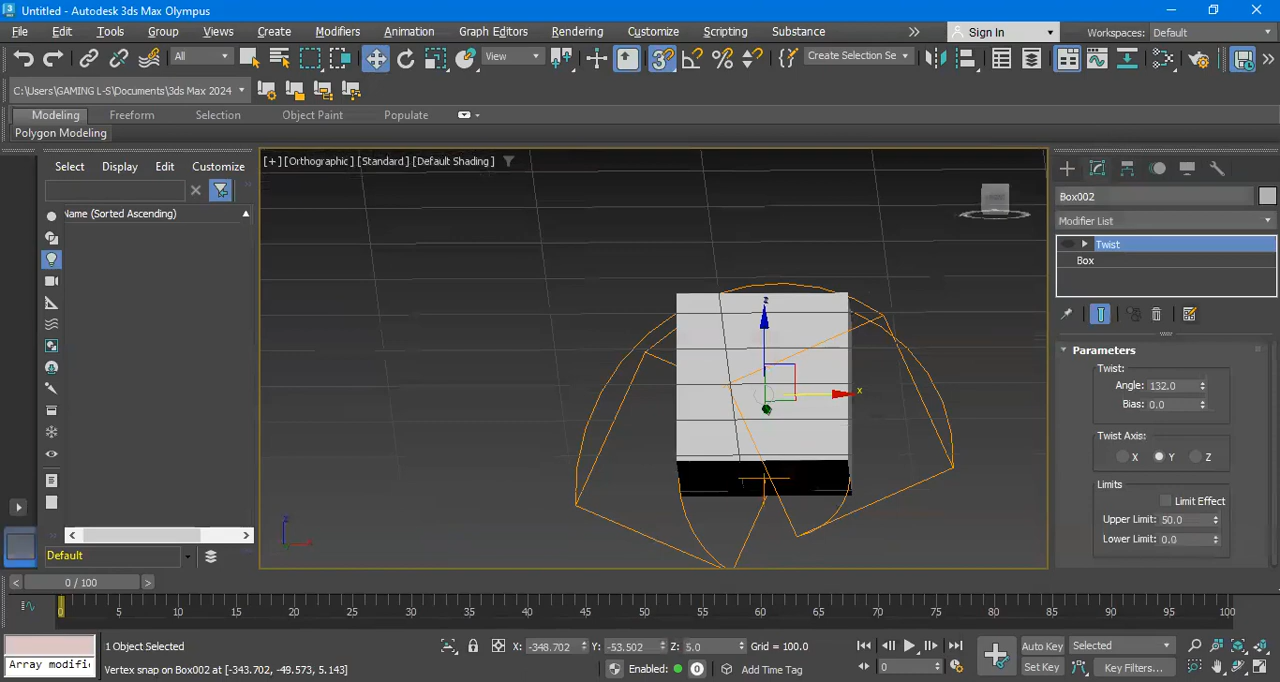 Untitled - Autodesk 3ds Max Olympus
File Edit Tools Group Views Create Modifiers Animation Graph Editors Rendering Customize Scripting Substance Sign In Workspaces: Default
All View Create Selection Se
C:\Users\GAMING L-S\Documents\3ds Max 2024
Modeling Freeform Selection Object Paint Populate
Polygon Modeling
Select Display Edit Customize
[+] [Orthographic] [Standard] [Default Shading]
Name (Sorted Ascending)
Box002
Modifier List
Twist
Box
Parameters
Twist:
Angle: 132.0
Bias: 0.0
Twist Axis:
X Y Z
Limits
Limit Effect
Upper Limit: 50.0
Lower Limit: 0.0
z
x
z
Default
0 / 100
0 5 10 15 20 25 30 35 40 45 50 55 60 65 70 75 80 85 90 95 100
1 Object Selected
X: -348.702 Y: -53.502 Z: 5.0 Grid = 100.0
Auto Key Selected
Array modifi
Vertex snap on Box002 at [-343.702, -49.573, 5.143]
Enabled: 0 Add Time Tag
0
Set Key Key Filters...